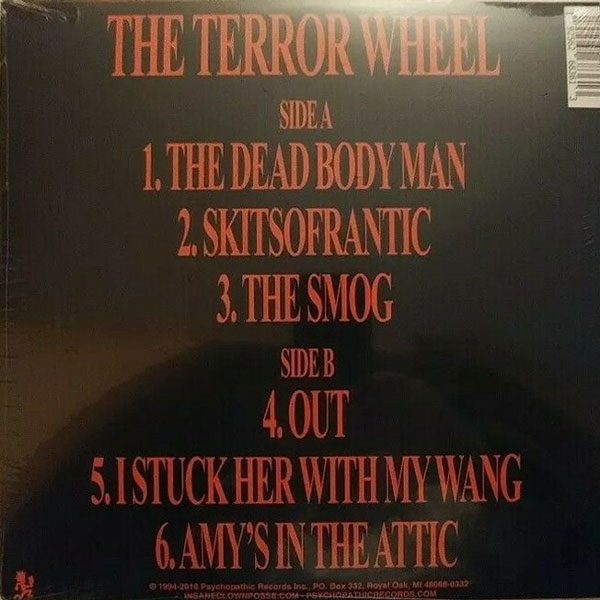 THE TERROR WHEEL
SIDE A
1. THE DEAD BODY MAN
2. SKITSOFRANTIC
3. THE SMOG
SIDE B
4. OUT
5. I STUCK HER WITH MY WANG
6. AMY'S IN THE ATTIC
© 1994-2018 Psychopathic Records Inc., PO. Box 332, Royal Oak, MI 48068-0332
INSANECLOWNPOSSE.COM~PSYCHOPATHICRECORDS.COM